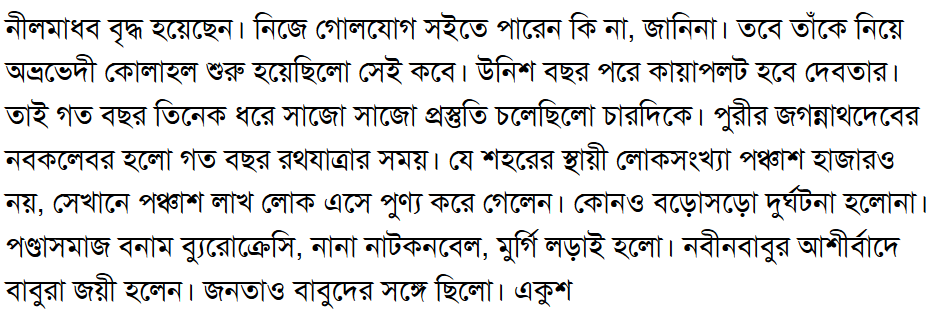 নীলমাধব বৃদ্ধ হয়েছেন। নিজে গোলযোগ সইতে পারেন কি না, জানিনা। তবে তাঁকে নিয়ে
অভ্রভেদী কোলাহল শুরু হয়েছিলো সেই কবে। উনিশ বছর পরে কায়াপলট হবে দেবতার।
তাই গত বছর তিনেক ধরে সাজো সাজো প্রস্তুতি চলেছিলো চারদিকে। পুরীর জগন্নাথদেবের
নবকলেবর হলো গত বছর রথযাত্রার সময়। যে শহরের স্থায়ী লোকসংখ্যা পঞ্চাশ হাজারও
নয়, সেখানে পঞ্চাশ লাখ লোক এসে পুণ্য করে গেলেন। কোনও বড়োসড়ো দুর্ঘটনা হলোনা।
পণ্ডাসমাজ বনাম ব্যুরোক্রেসি, নানা নাটকনবেল, মুর্গি লড়াই হলো। নবীনবাবুর আশীর্বাদে
বাবুরা জয়ী হলেন। জনতাও বাবুদের সঙ্গে ছিলো। একুশ